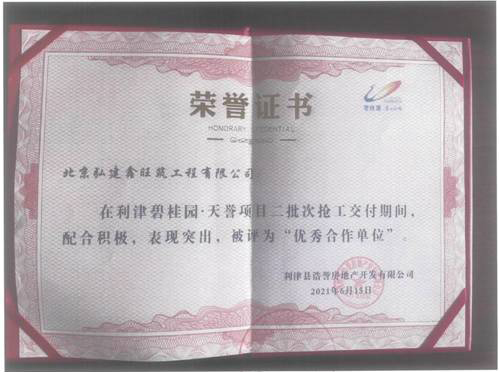 荣誉证书
HONORARY CREDENTIAL
北京弘建鑫旺筑工程有限公司
在利津碧桂园·天誉项目二批次抢工交付期间，
配合积极，表现突出，被评为“优秀合作单位”。
利津县浩誉房地产开发有限公司
2021年6月15日